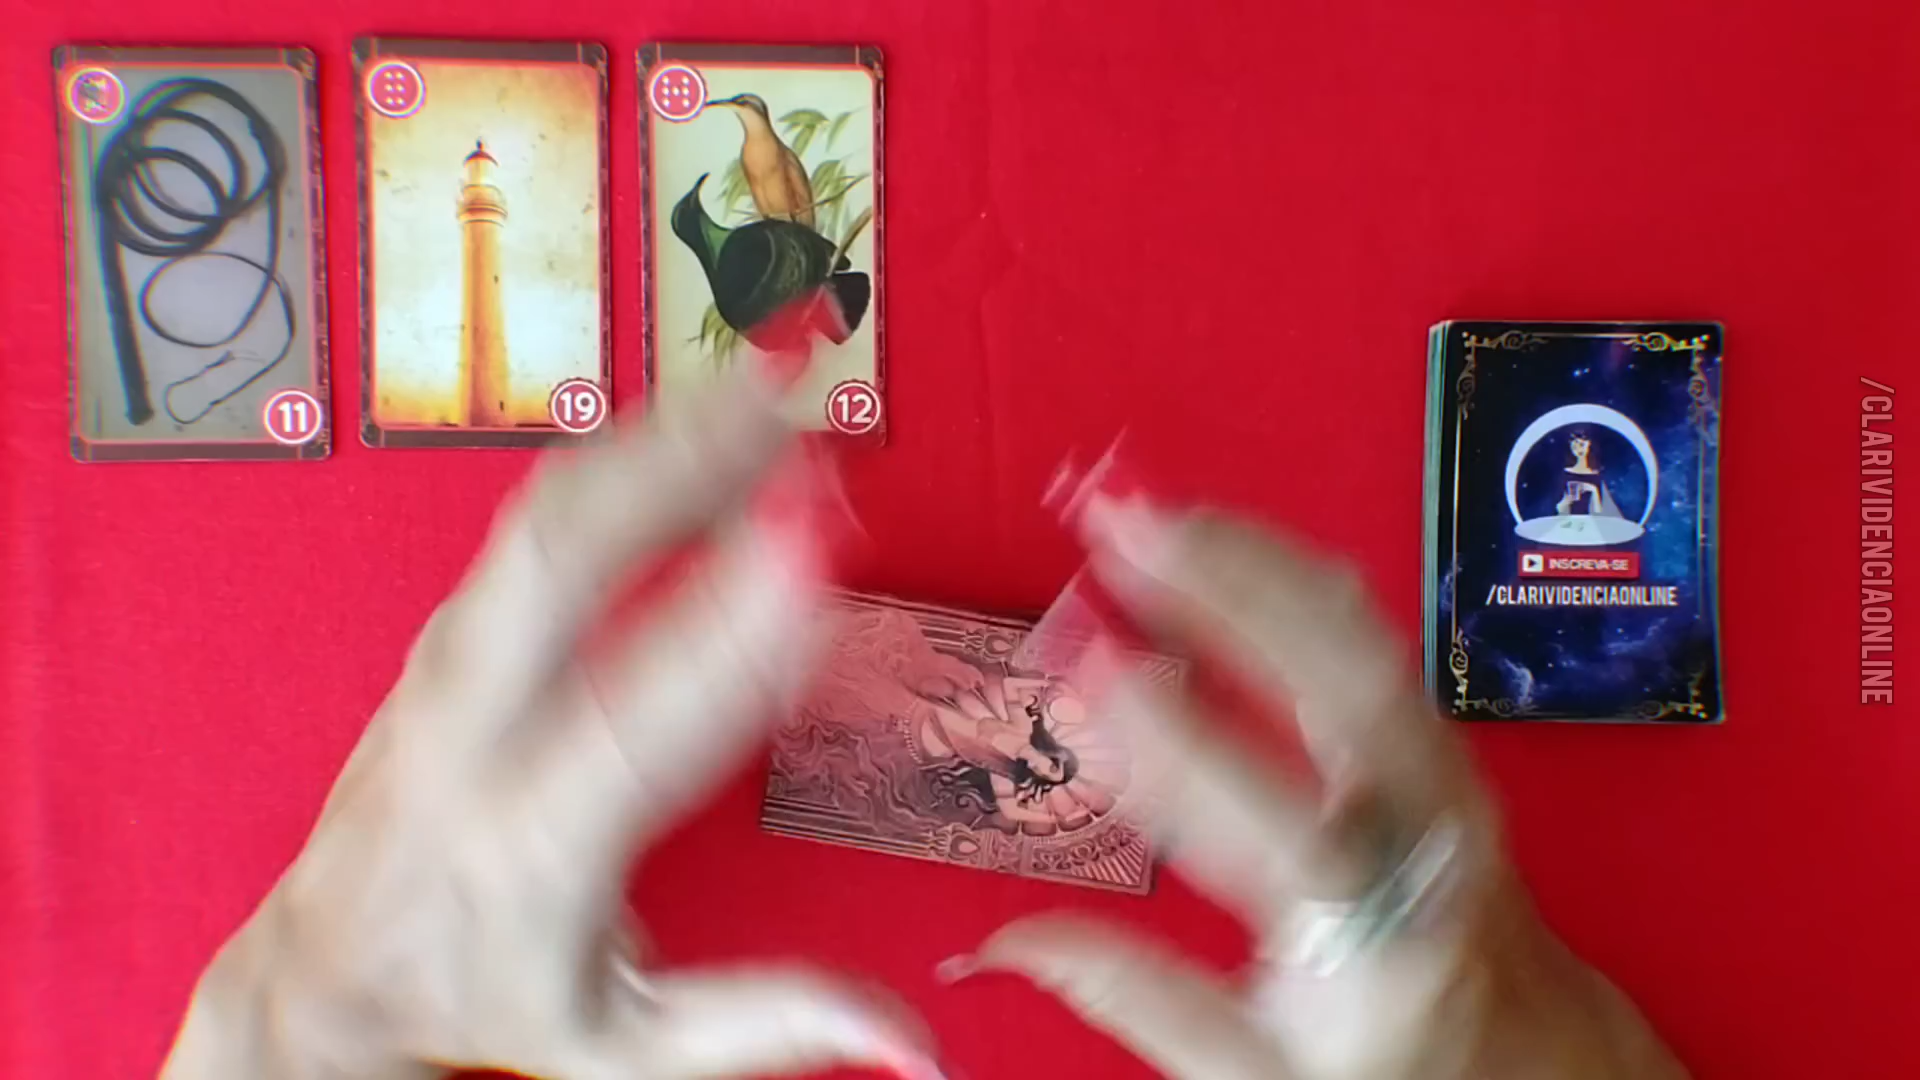 11
19
12
INSCREVA-SE
/CLARIVIDENCIAONLINE
/CLARIVIDENCIAONLINE